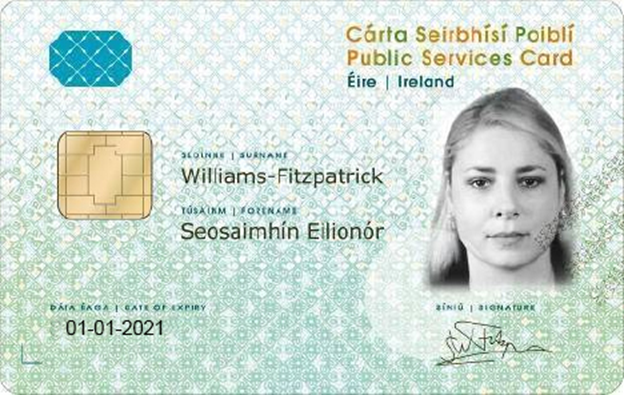 Cárta Seirbhísí Poiblí
Public Services Card
Éire | Ireland
SLOINNE | SURNAME
Williams-Fitzpatrick
TÚSAINM | FORENAME
Seosaimhín Eilionór
DÁTA ÉAGA | DATE OF EXPIRY
01-01-2021
SÍNIÚ | SIGNATURE